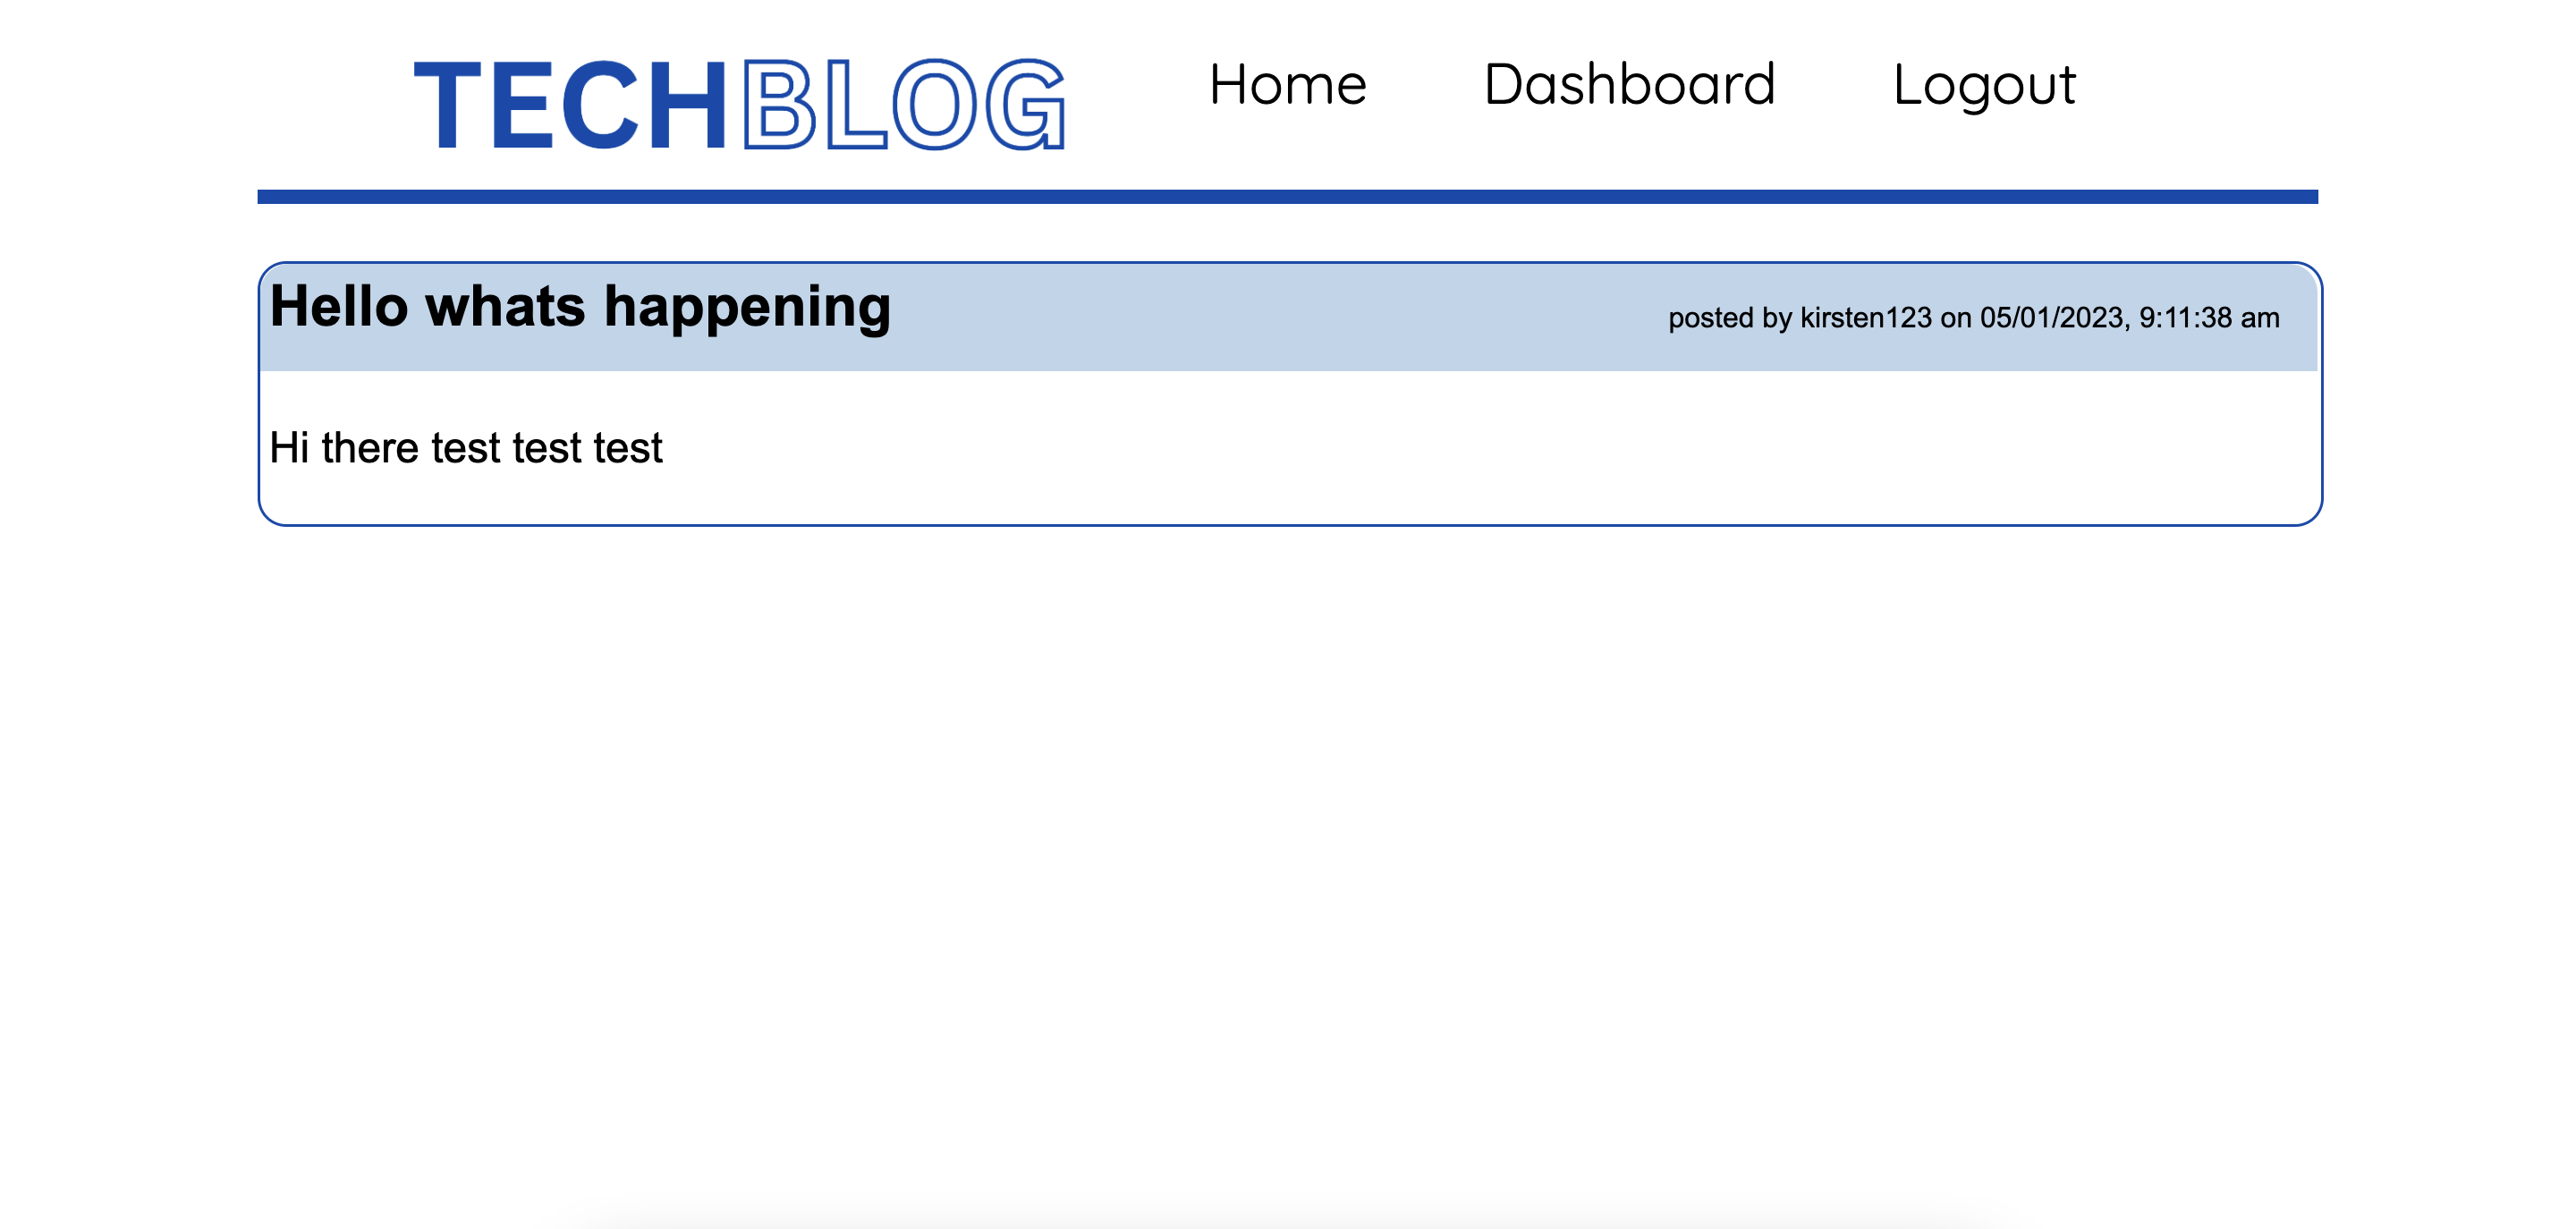 TECHBLOG Home Dashboard Logout
Hello whats happening posted by kirsten123 on 05/01/2023, 9:11:38 am
Hi there test test test